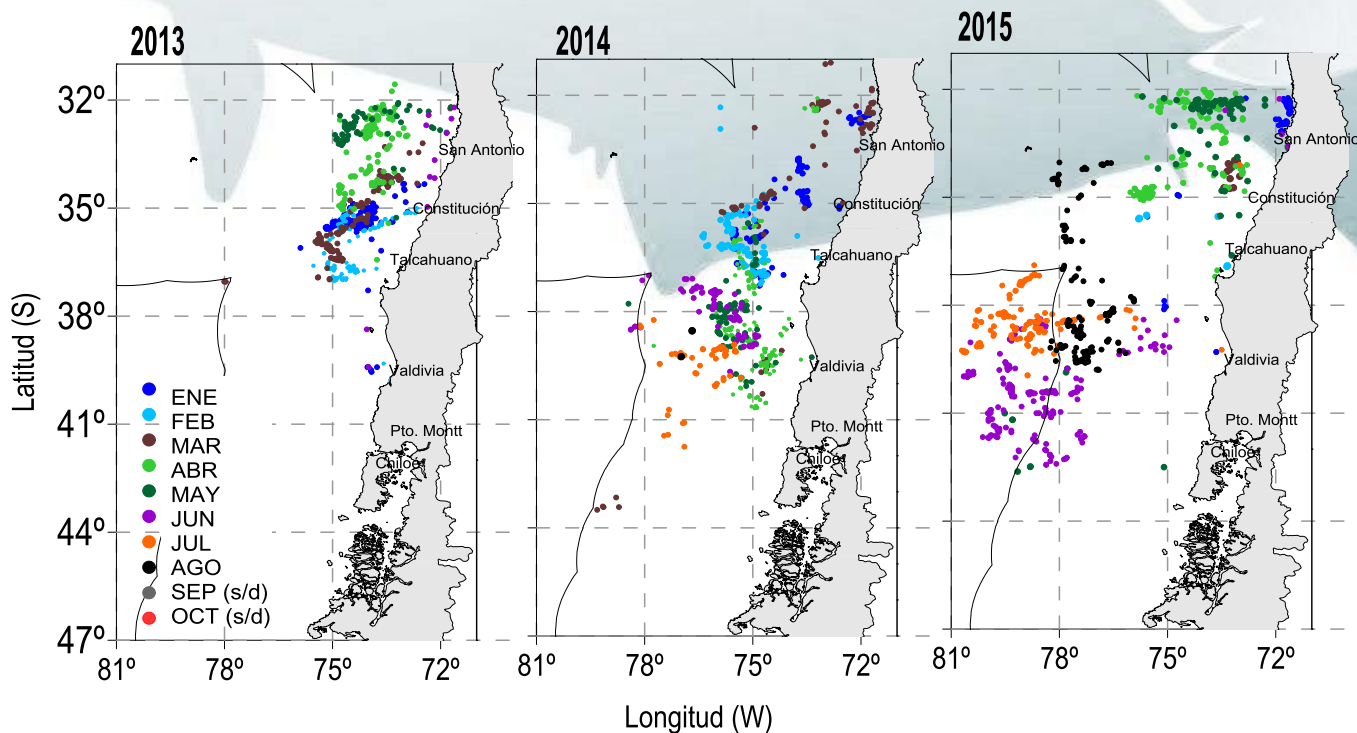 2013
2014
2015
32º
35º
38º
41º
44º
47º
Latitud (S)
San Antonio
Constitución
Talcahuano
Valdivia
Pto. Montt
Chiloé
San Antonio
Constitución
Talcahuano
Valdivia
Pto. Montt
Chiloé
San Antonio
Constitución
Talcahuano
Valdivia
Pto. Montt
Chiloé
ENE
FEB
MAR
ABR
MAY
JUN
JUL
AGO
SEP (s/d)
OCT (s/d)
81º 78º 75º 72º
81º 78º 75º 72º
81º 78º 75º 72º
Longitud (W)